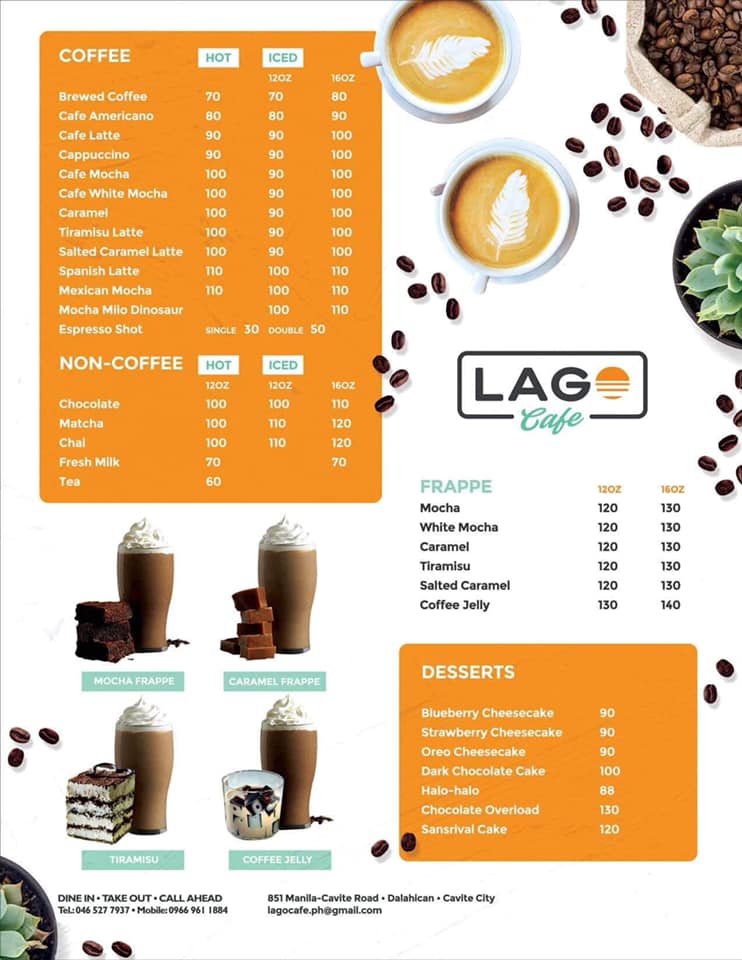 COFFEE HOT ICED
12OZ 16OZ
Brewed Coffee 70 70 80
Cafe Americano 80 80 90
Cafe Latte 90 90 100
Cappuccino 90 90 100
Cafe Mocha 100 90 100
Cafe White Mocha 100 90 100
Caramel 100 90 100
Tiramisu Latte 100 90 100
Salted Caramel Latte 100 90 100
Spanish Latte 110 100 110
Mexican Mocha 110 100 110
Mocha Milo Dinosaur 100 110
Espresso Shot SINGLE 30 DOUBLE 50
NON-COFFEE HOT ICED
12OZ 12OZ 16OZ
Chocolate 100 100 110
Matcha 100 110 120
Chai 100 110 120
Fresh Milk 70 70
Tea 60
LAGO
Cafe
FRAPPE 12OZ 16OZ
Mocha 120 130
White Mocha 120 130
Caramel 120 130
Tiramisu 120 130
Salted Caramel 120 130
Coffee Jelly 130 140
MOCHA FRAPPE
CARAMEL FRAPPE
TIRAMISU
COFFEE JELLY
DESSERTS
Blueberry Cheesecake 90
Strawberry Cheesecake 90
Oreo Cheesecake 90
Dark Chocolate Cake 100
Halo-halo 88
Chocolate Overload 130
Sansrival Cake 120
DINE IN • TAKE OUT • CALL AHEAD
Tel.: 046 527 7937 • Mobile: 0966 961 1884
851 Manila-Cavite Road • Dalahican • Cavite City
lagocafe.ph@gmail.com